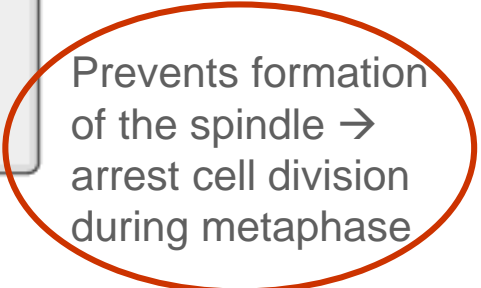 Prevents formation
of the spindle →
arrest cell division
during metaphase